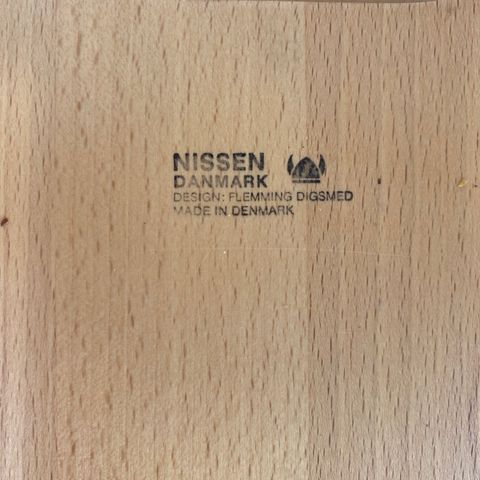 NISSEN
DANMARK
DESIGN: FLEMMING DIGSMED
MADE IN DENMARK